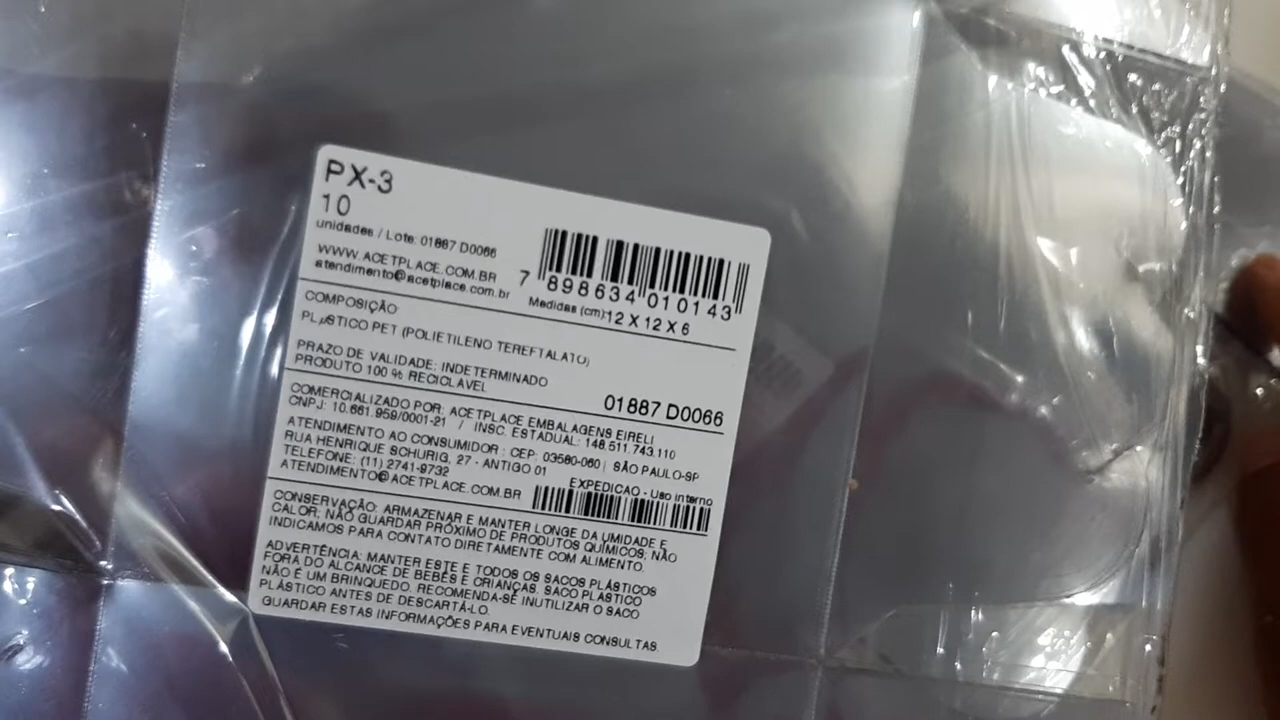 PX-3
10
unidades / Lote: 01887 D0066
WWW.ACETPLACE.COM.BR
atendimento@acetplace.com.br
7 898634 010143
Medidas (cm): 12 X 12 X 6
COMPOSIÇÃO
PLÁSTICO PET (POLIETILENO TEREFTALATO)
PRAZO DE VALIDADE: INDETERMINADO
PRODUTO 100 % RECICLAVEL
01887 D0066
COMERCIALIZADO POR: ACETPLACE EMBALAGENS EIRELI
CNPJ: 10.661.959/0001-21 / INSC. ESTADUAL: 148.511.743.110
ATENDIMENTO AO CONSUMIDOR : CEP: 03580-060 | SÃO PAULO-SP
RUA HENRIQUE SCHURIG, 27 - ANTIGO 01
TELEFONE: (11) 2741-9732
ATENDIMENTO@ACETPLACE.COM.BR
EXPEDICAO - Uso interno
CONSERVAÇÃO: ARMAZENAR E MANTER LONGE DA UMIDADE E
CALOR; NÃO GUARDAR PRÓXIMO DE PRODUTOS QUÍMICOS; NÃO
INDICAMOS PARA CONTATO DIRETAMENTE COM ALIMENTO.
ADVERTÊNCIA: MANTER ESTE E TODOS OS SACOS PLÁSTICOS
FORA DO ALCANCE DE BEBÊS E CRIANÇAS. SACO PLASTICO
NÃO É UM BRINQUEDO. RECOMENDA-SE INUTILIZAR O SACO
PLÁSTICO ANTES DE DESCARTÁ-LO.
GUARDAR ESTAS INFORMAÇÕES PARA EVENTUAIS CONSULTAS.